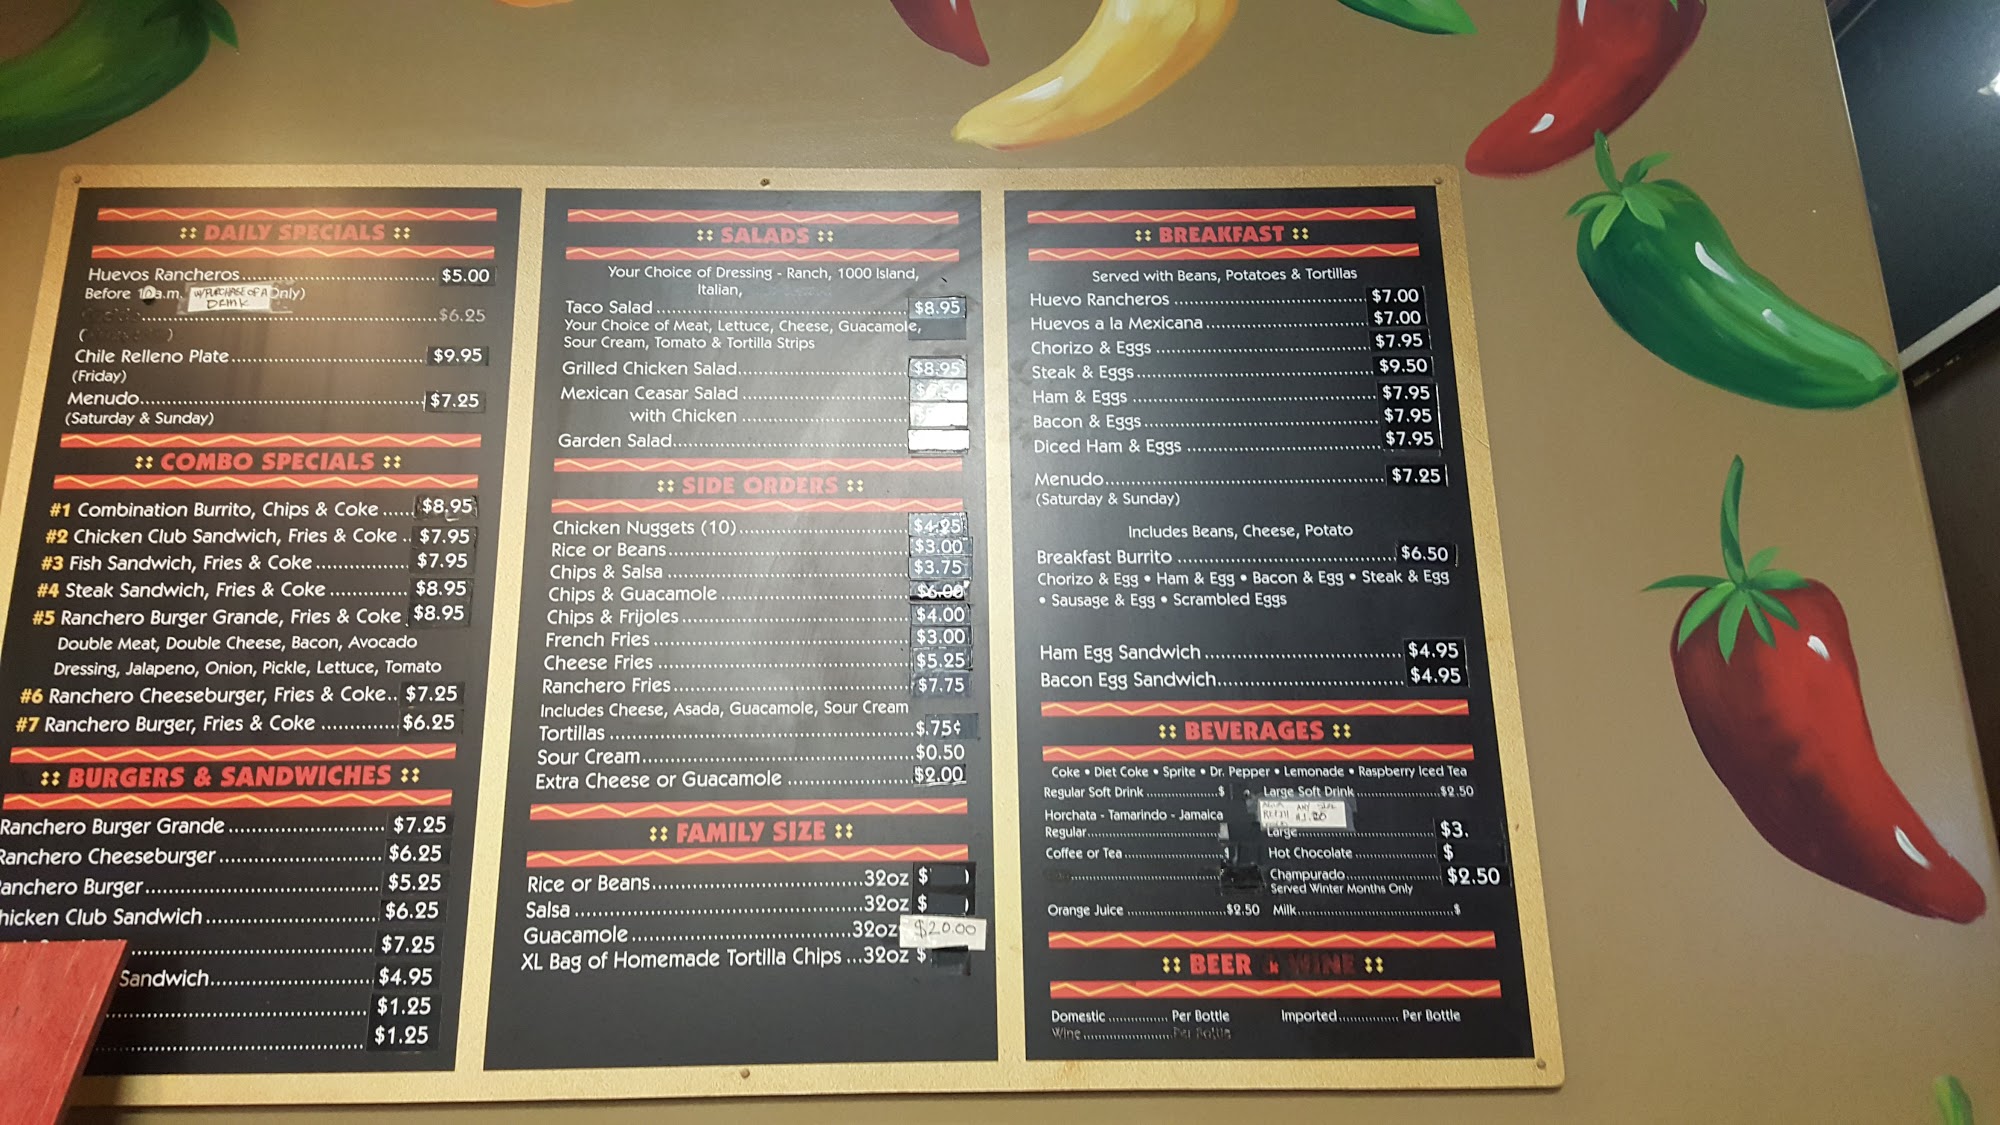 DAILY SPECIALS
Huevos Rancheros $5.00
Before 10a.m. W/PURCHASE OF A DRINK Only)
$6.25
Chile Relleno Plate $9.95
(Friday)
Menudo $7.25
(Saturday & Sunday)
COMBO SPECIALS
#1 Combination Burrito, Chips & Coke $8.95
#2 Chicken Club Sandwich, Fries & Coke $7.95
#3 Fish Sandwich, Fries & Coke $7.95
#4 Steak Sandwich, Fries & Coke $8.95
#5 Ranchero Burger Grande, Fries & Coke $8.95
Double Meat, Double Cheese, Bacon, Avocado
Dressing, Jalapeno, Onion, Pickle, Lettuce, Tomato
#6 Ranchero Cheeseburger, Fries & Coke $7.25
#7 Ranchero Burger, Fries & Coke $6.25
BURGERS & SANDWICHES
Ranchero Burger Grande $7.25
Ranchero Cheeseburger $6.25
anchero Burger $5.25
hicken Club Sandwich $6.25
$7.25
Sandwich $4.95
$1.25
$1.25
SALADS
Your Choice of Dressing - Ranch, 1000 Island,
Italian,
Taco Salad $8.95
Your Choice of Meat, Lettuce, Cheese, Guacamole,
Sour Cream, Tomato & Tortilla Strips
Grilled Chicken Salad $8.95
Mexican Ceasar Salad
with Chicken
Garden Salad
SIDE ORDERS
Chicken Nuggets (10) $4.25
Rice or Beans $3.00
Chips & Salsa $3.75
Chips & Guacamole $6.00
Chips & Frijoles $4.00
French Fries $3.00
Cheese Fries $5.25
Ranchero Fries $7.75
Includes Cheese, Asada, Guacamole, Sour Cream
Tortillas $.75¢
Sour Cream $0.50
Extra Cheese or Guacamole $2.00
FAMILY SIZE
Rice or Beans 32oz $
Salsa 32oz $
Guacamole 32oz $20.00
XL Bag of Homemade Tortilla Chips 32oz $
BREAKFAST
Served with Beans, Potatoes & Tortillas
Huevo Rancheros $7.00
Huevos a la Mexicana $7.00
Chorizo & Eggs $7.95
Steak & Eggs $9.50
Ham & Eggs $7.95
Bacon & Eggs $7.95
Diced Ham & Eggs $7.95
Menudo $7.25
(Saturday & Sunday)
Includes Beans, Cheese, Potato
Breakfast Burrito $6.50
Chorizo & Egg • Ham & Egg • Bacon & Egg • Steak & Egg
• Sausage & Egg • Scrambled Eggs
Ham Egg Sandwich $4.95
Bacon Egg Sandwich $4.95
BEVERAGES
Coke • Diet Coke • Sprite • Dr. Pepper • Lemonade • Raspberry Iced Tea
Regular Soft Drink $ Large Soft Drink $2.50
Horchata - Tamarindo - Jamaica ANY SIZE $1.20
Regular Large $3.
Coffee or Tea $ Hot Chocolate $
Champurado $2.50
Served Winter Months Only
Orange Juice $2.50 Milk $
BEER & WINE
Domestic Per Bottle Imported Per Bottle
Wine Per Bottle